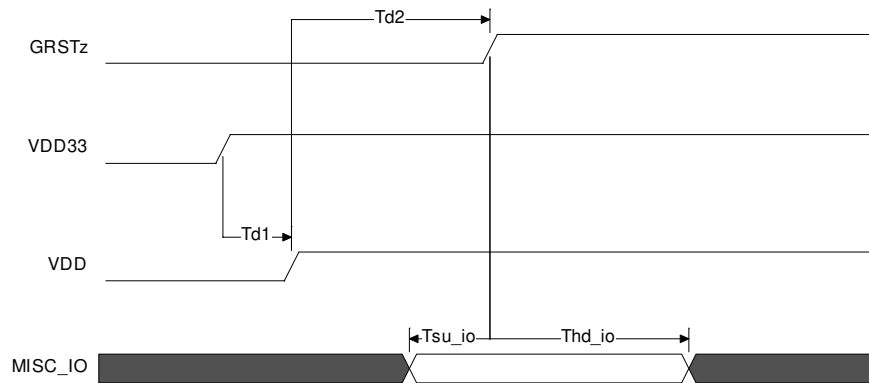 Td2
GRSTz
VDD33
Td1
VDD
Tsu_io Thd_io
MISC_IO